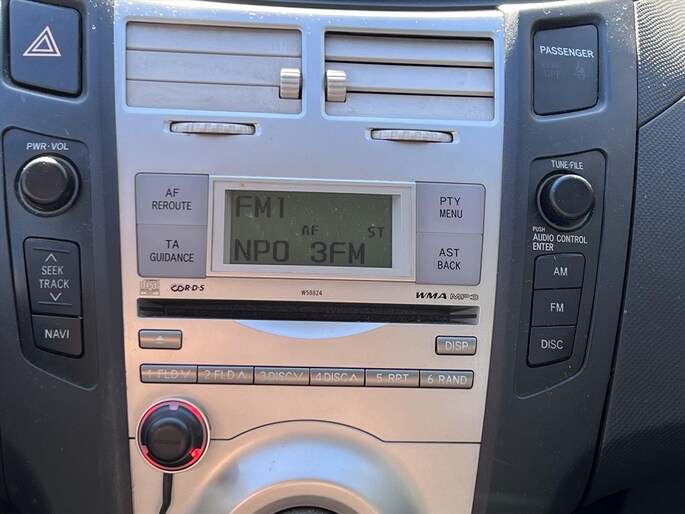 PASSENGER
PWR·VOL
TUNE·FILE
AF
REROUTE
FM1
PTY
MENU
AF ST
SEEK
TRACK
TA
GUIDANCE
NPO 3FM
AST
BACK
PUSH
AUDIO CONTROL
ENTER
AM
R·D·S
W58824
WMA MP3
FM
NAVI
DISP
DISC
1 FLD ∨
2 FLD ∧
3 DISC∨
4 DISC∧
5 RPT
6 RAND